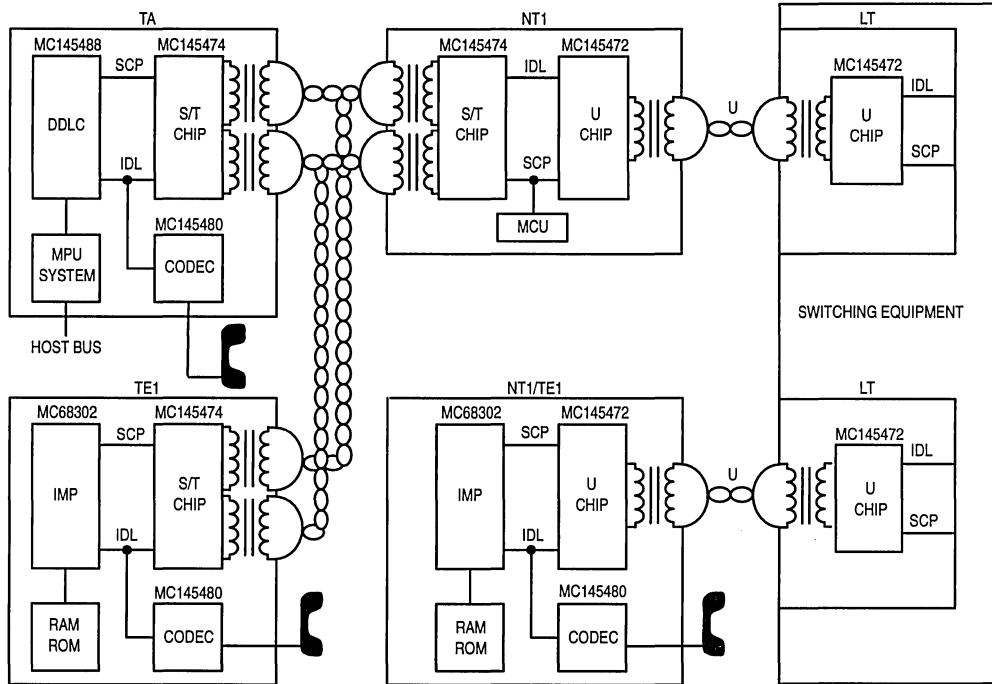 TA
MC145488
MC145474
SCP
DDLC
S/T
CHIP
IDL
MC145480
MPU
SYSTEM
CODEC
HOST BUS
NT1
MC145474
MC145472
IDL
S/T
CHIP
U
CHIP
SCP
MCU
U
LT
MC145472
IDL
U
CHIP
SCP
SWITCHING EQUIPMENT
TE1
MC68302
MC145474
SCP
IMP
S/T
CHIP
IDL
MC145480
RAM
ROM
CODEC
NT1/TE1
MC68302
MC145472
SCP
IMP
U
CHIP
IDL
MC145480
RAM
ROM
CODEC
U
LT
MC145472
IDL
U
CHIP
SCP